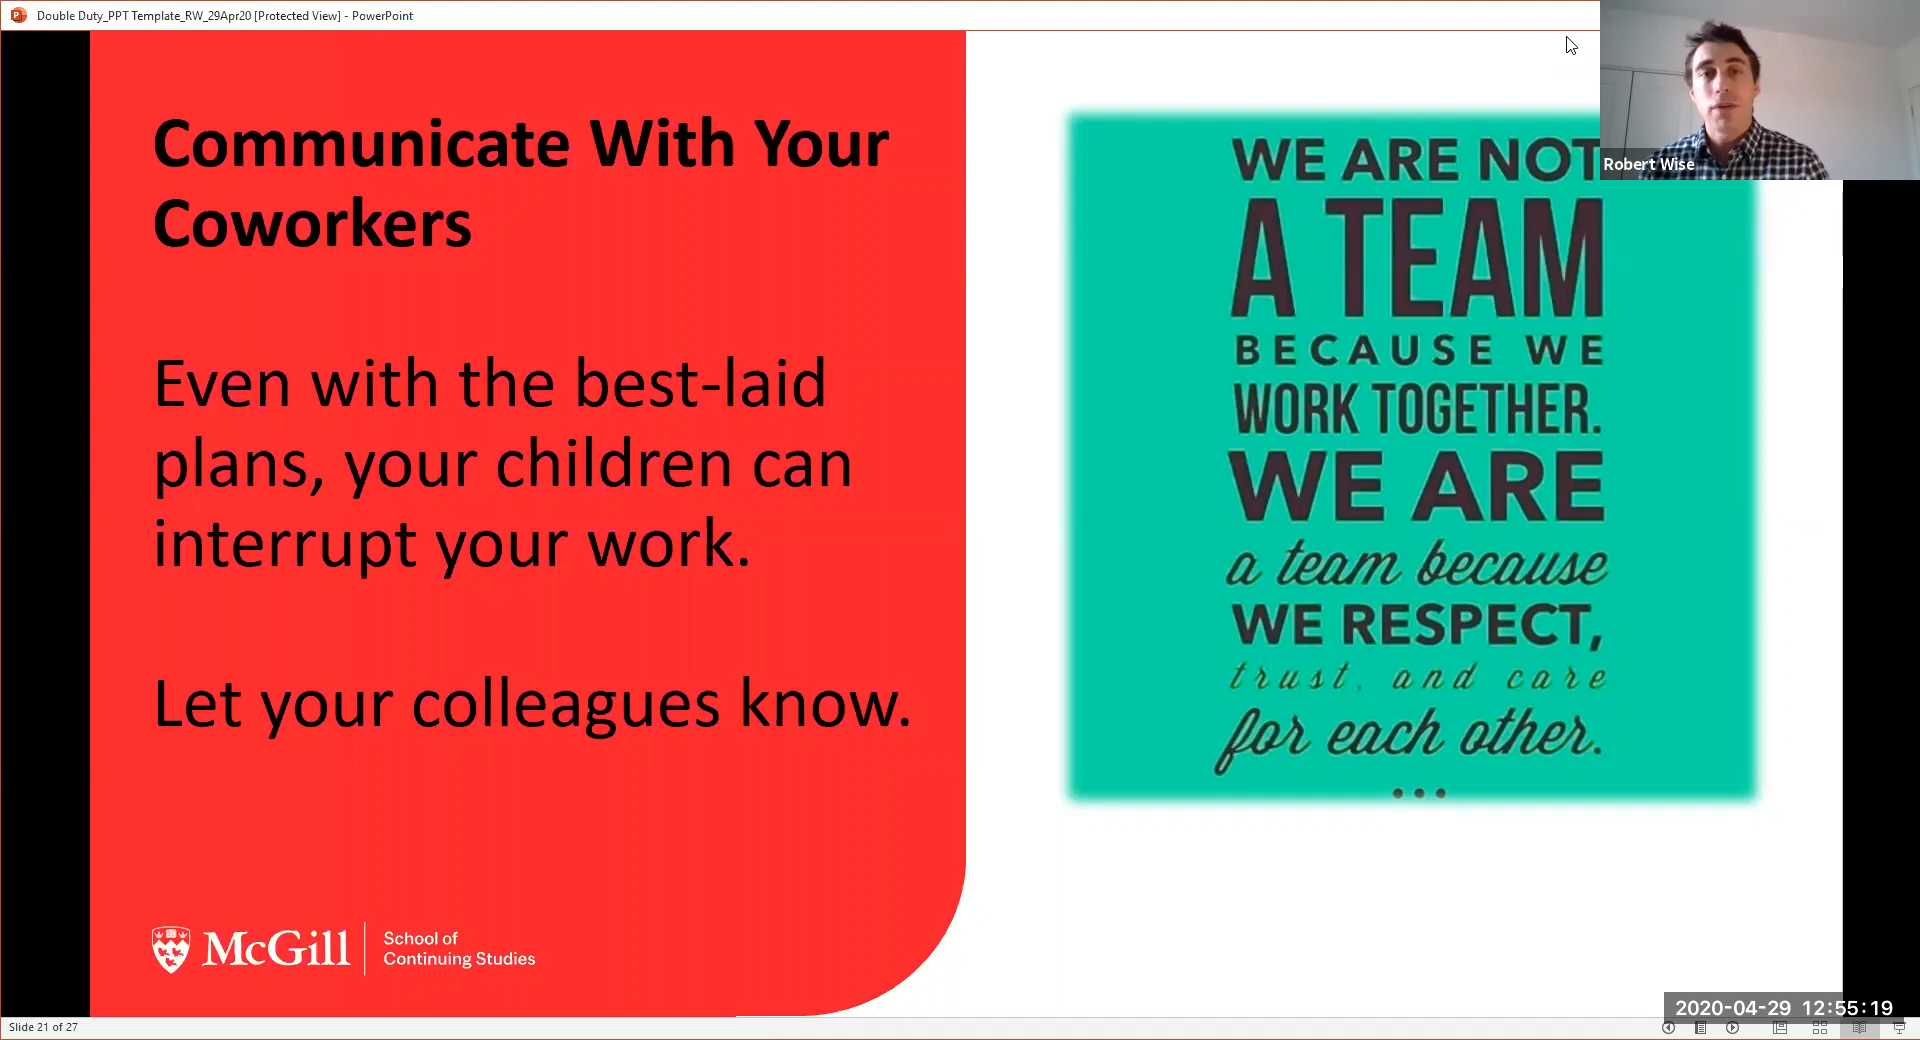 Double Duty_PPT Template_RW_29Apr20 [Protected View] - PowerPoint
Communicate With Your
Coworkers
Even with the best-laid
plans, your children can
interrupt your work.
Let your colleagues know.
McGill
School of
Continuing Studies
WE ARE NOT
A TEAM
BECAUSE WE
WORK TOGETHER.
WE ARE
a team because
WE RESPECT,
trust, and care
for each other.
...
Robert Wise
2020-04-29 12:55:19
Slide 21 of 27